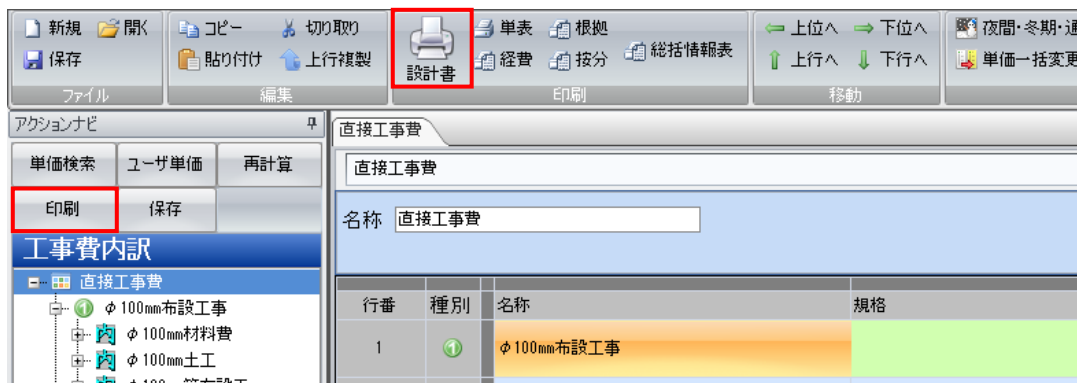 新規 開く コピー 切り取り 設計書 単表 根拠 総括情報表 上位へ 下位へ 夜間・冬期・通
保存 貼り付け 上行複製 経費 按分 上行へ 下行へ 単価一括変更
ファイル 編集 印刷 移動
アクションナビ
単価検索 ユーザ単価 再計算
印刷 保存
工事費内訳
直接工事費
φ100mm布設工事
φ100mm材料費
φ100mm土工
直接工事費
直接工事費
名称 直接工事費
行番 種別 名称 規格
1 1 φ100mm布設工事